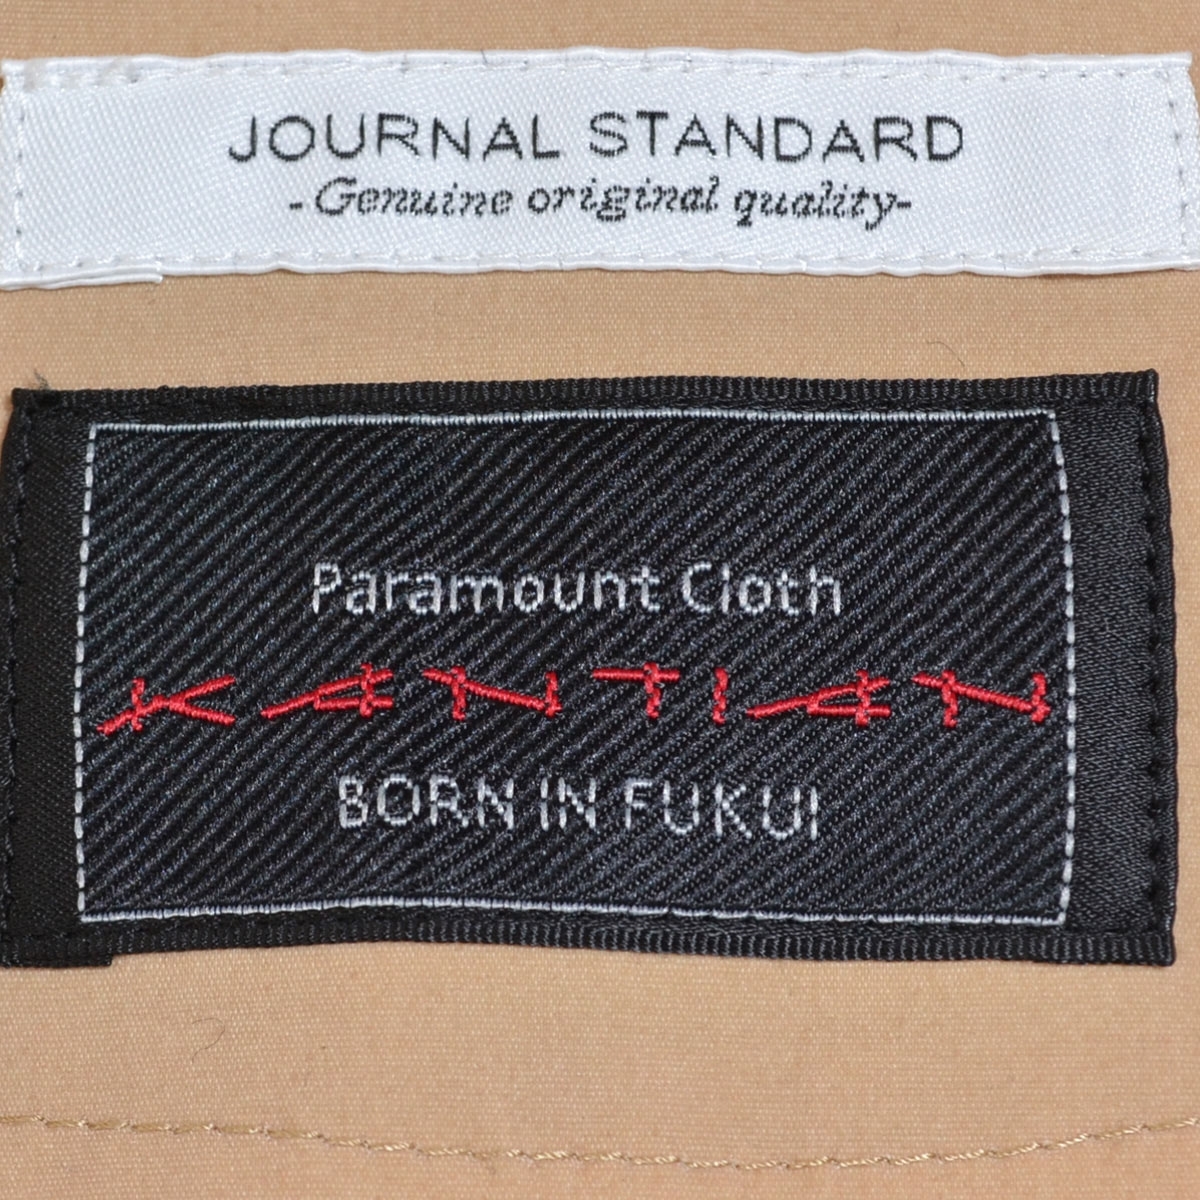 JOURNAL STANDARD
-Genuine original quality-
Paramount Cloth
KANTIAN
BORN IN FUKUI